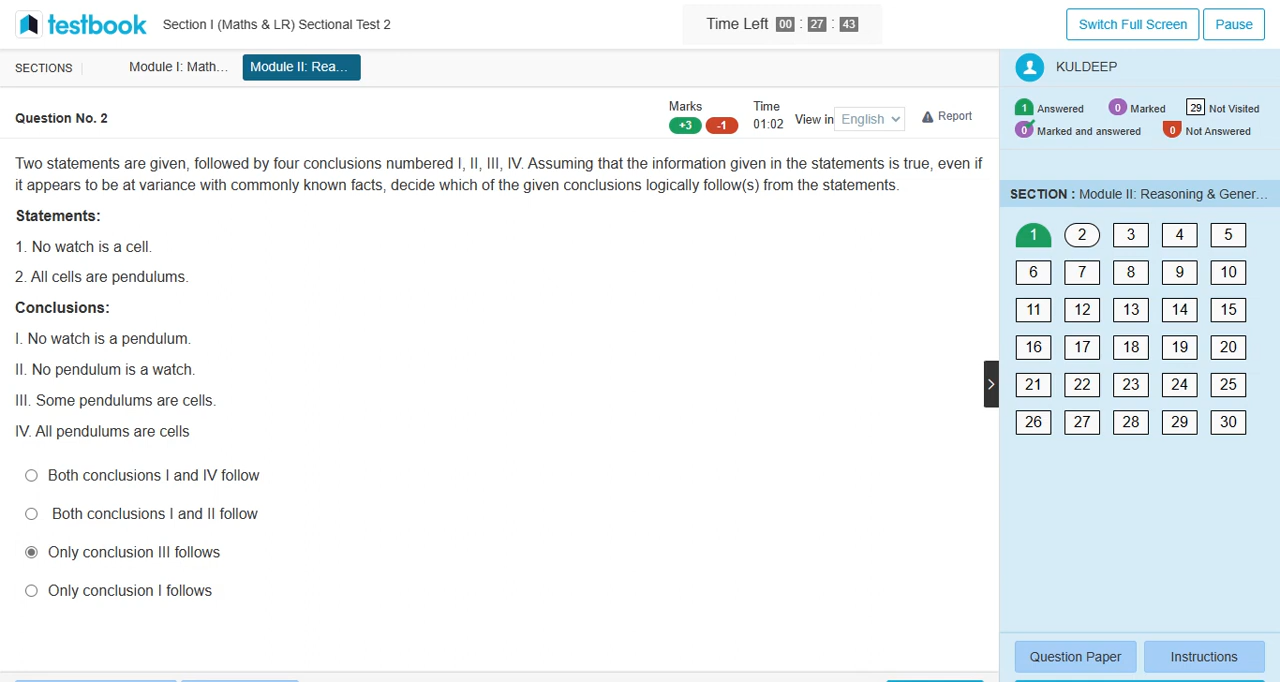 testbook
Section I (Maths & LR) Sectional Test 2
Time Left 00 : 27 : 43
Switch Full Screen
Pause
SECTIONS
Module I: Math...
Module II: Rea...
KULDEEP
Question No. 2
Marks
+3 -1
Time
01:02
View in English
Report
1 Answered
0 Marked
29 Not Visited
0 Marked and answered
0 Not Answered
Two statements are given, followed by four conclusions numbered I, II, III, IV. Assuming that the information given in the statements is true, even if
it appears to be at variance with commonly known facts, decide which of the given conclusions logically follow(s) from the statements.
Statements:
1. No watch is a cell.
2. All cells are pendulums.
Conclusions:
I. No watch is a pendulum.
II. No pendulum is a watch.
III. Some pendulums are cells.
IV. All pendulums are cells
Both conclusions I and IV follow
Both conclusions I and II follow
Only conclusion III follows
Only conclusion I follows
SECTION : Module II: Reasoning & Gener...
1 2 3 4 5
6 7 8 9 10
11 12 13 14 15
16 17 18 19 20
21 22 23 24 25
26 27 28 29 30
Question Paper
Instructions